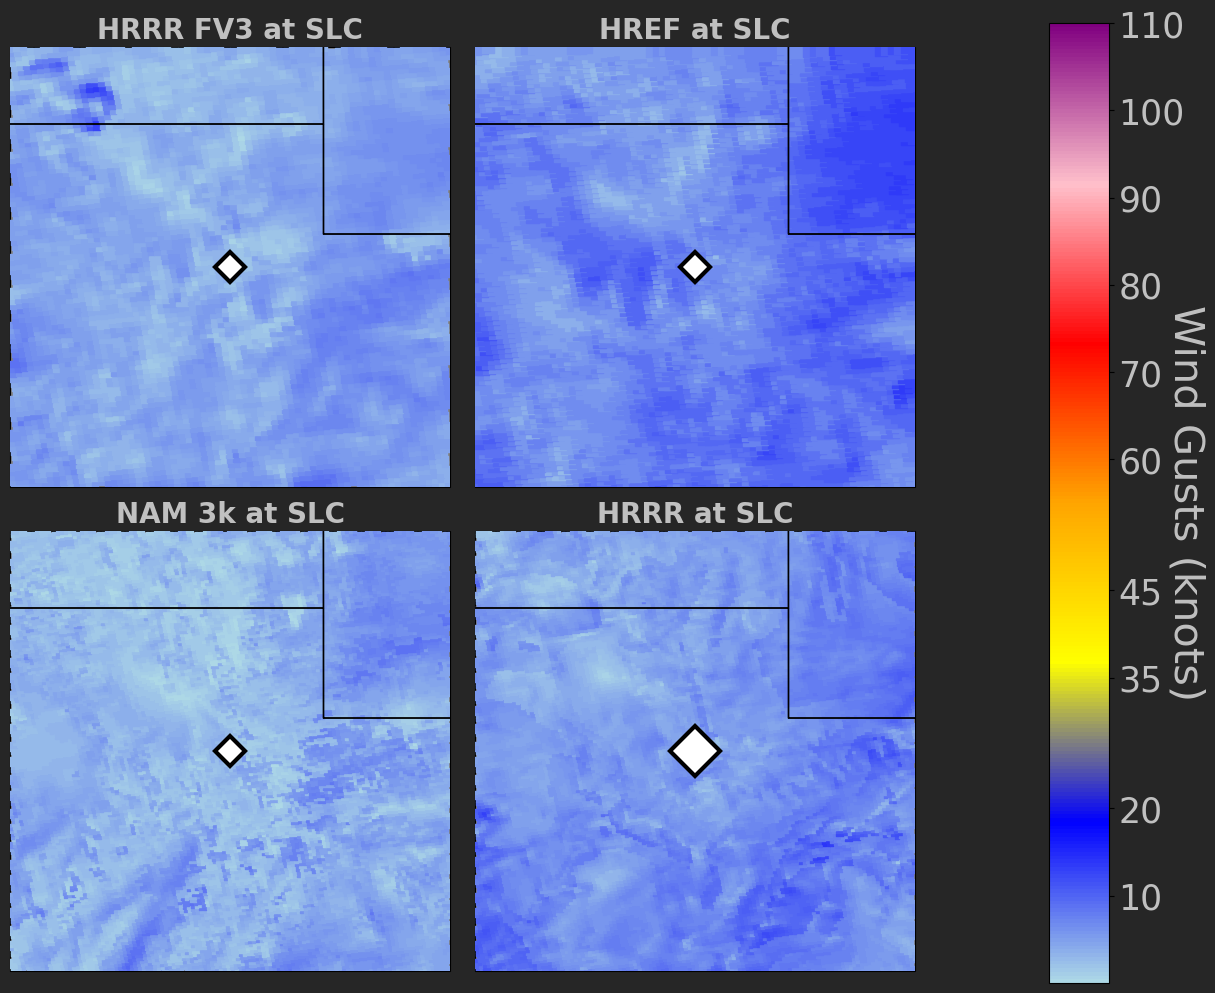 HRRR FV3 at SLC
HREF at SLC
NAM 3k at SLC
HRRR at SLC
110
100
90
80
70
60
45
35
20
10
Wind Gusts (knots)